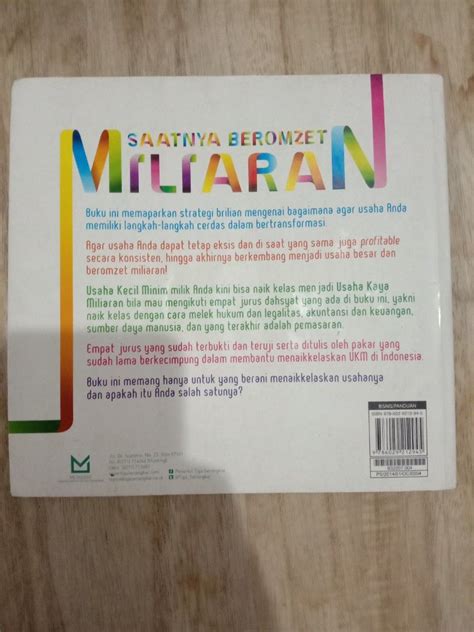 SAATNYA BEROMZET
MILIARAN
Buku ini memaparkan strategi brilian mengenai bagaimana agar usaha Anda
memiliki langkah-langkah cerdas dalam bertransformasi.
Agar usaha Anda dapat tetap eksis dan di saat yang sama juga profitable
secara konsisten, hingga akhirnya berkembang menjadi usaha besar dan
beromzet miliaran!
Usaha Kecil Minim milik Anda kini bisa naik kelas men jadi Usaha Kaya
Miliaran bila mau mengikuti empat jurus dahsyat yang ada di buku ini, yakni
naik kelas dengan cara melek hukum dan legalitas, akuntansi dan keuangan,
sumber daya manusia, dan yang terakhir adalah pemasaran.
Empat jurus yang sudah terbukti dan teruji serta ditulis oleh pakar yang
sudah lama berkecimpung dalam membantu menaikkelaskan UKM di Indonesia.
Buku ini memang hanya untuk yang berani menaikkelaskan usahanya
dan apakah itu Anda salah satunya?
BISNIS/PANDUAN